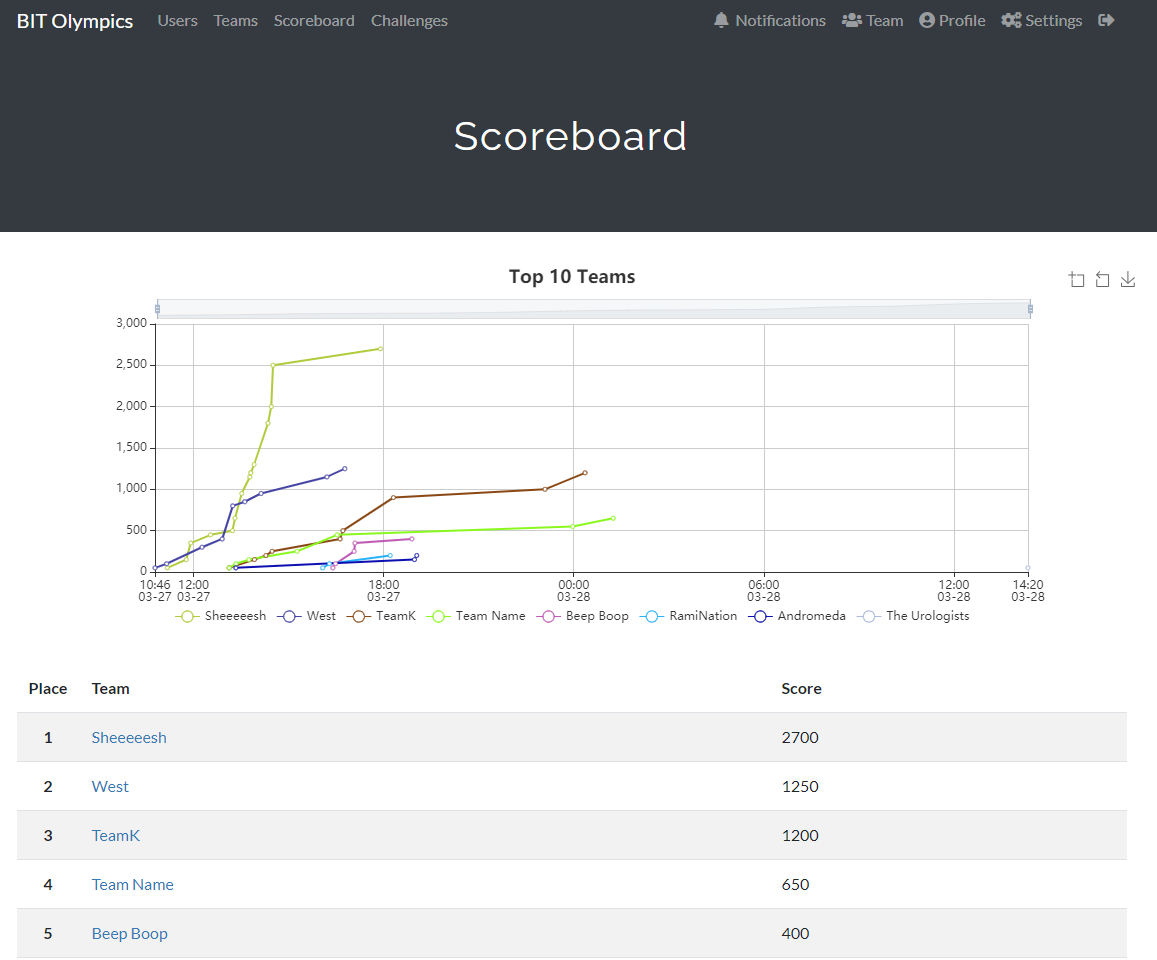 BIT Olympics Users Teams Scoreboard Challenges Notifications Team Profile Settings
Scoreboard
Top 10 Teams
3,000
2,500
2,000
1,500
1,000
500
0
10:46 12:00 18:00 00:00 06:00 12:00 14:20
03-27 03-27 03-27 03-28 03-28 03-28 03-28
Sheeeeesh West TeamK Team Name Beep Boop RamiNation Andromeda The Urologists
Place Team Score
1 Sheeeeesh 2700
2 West 1250
3 TeamK 1200
4 Team Name 650
5 Beep Boop 400